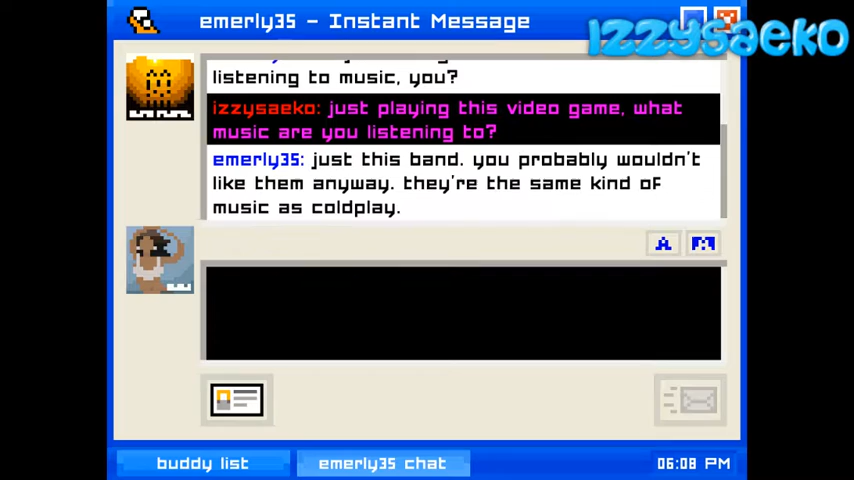 emerly35 - Instant Message
IZZYSAEKO
listening to music, you?
izzysaeko: just playing this video game, what
music are you listening to?
emerly35: just this band. you probably wouldn't
like them anyway. they're the same kind of
music as coldplay.
A
buddy list
emerly35 chat
06:08 PM